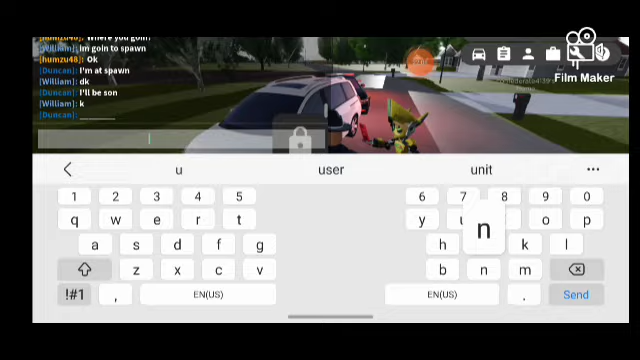 [humzu48]: Where you goin?
[William]: im goin to spawn
[humzu48]: Ok
[Duncan]: I'm at spawn
[William]: dk
[Duncan]: I'll be son
[William]: k
[Duncan]: ________
Film Maker
u user unit ...
1 2 3 4 5 6 7 8 9 0
q w e r t y u o p
a s d f g h n k l
z x c v b n m
!#1 , EN(US) EN(US) . Send